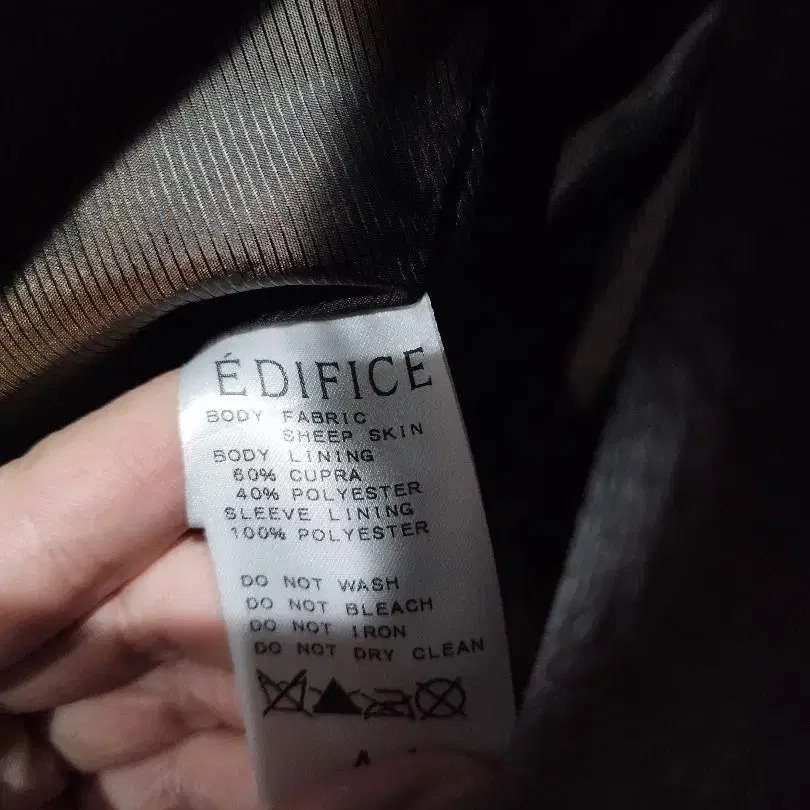 ÉDIFICE
BODY FABRIC
SHEEP SKIN
BODY LINING
60% CUPRA
40% POLYESTER
SLEEVE LINING
100% POLYESTER
DO NOT WASH
DO NOT BLEACH
DO NOT IRON
DO NOT DRY CLEAN